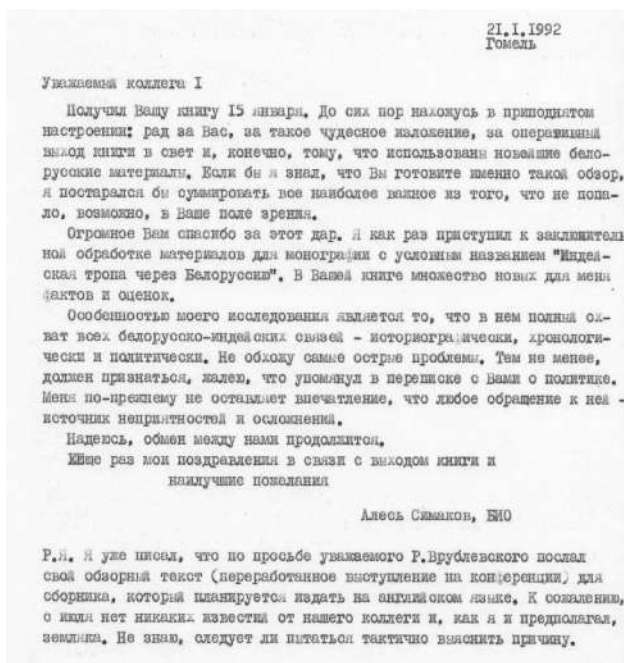 21.I.1992
Гомель
Уважаемый коллега I
Получил Вашу книгу 15 января. До сих пор нахожусь в приподнятом
настроении: рад за Вас, за такое чудесное изложение, за оперативный
выход книги в свет и, конечно, тому, что использованы новейшие бело-
русские материалы. Если бы я знал, что Вы готовите именно такой обзор,
я постарался бы суммировать все наиболее важное из того, что не попа-
ло, возможно, в Ваше поле зрения.
Огромное Вам спасибо за этот дар. Я как раз приступил к заключитель
ной обработке материалов для монографии с условным названием "Индей-
ская тропа через Белоруссию". В Вашей книге множество новых для меня
фактов и оценок.
Особенностью моего исследования является то, что в нем полный ох-
ват всех белорусско-индейских связей - историографически, хронологи-
чески и политически. Не обхожу самые острые проблемы. Тем не менее,
должен признаться, жалею, что упомянул в переписке с Вами о политике.
Меня по-прежнему не оставляет впечатление, что любое обращение к ней -
источник неприятностей и осложнений.
Надеюсь, обмен между нами продолжится.
Еще раз мои поздравления в связи с выходом книги и
наилучшие пожелания
Алесь Симаков, БИО
Р.Я. Я уже писал, что по просьбе уважаемого Р.Врублевского послал
свой обзорный текст (переработанное выступление на конференции) для
сборника, который планируется издать на английском языке. К сожалению,
с июля нет никаких известий от нашего коллеги и, как я и предполагал,
земляка. Не знаю, следует ли пытаться тактично выяснить причину.